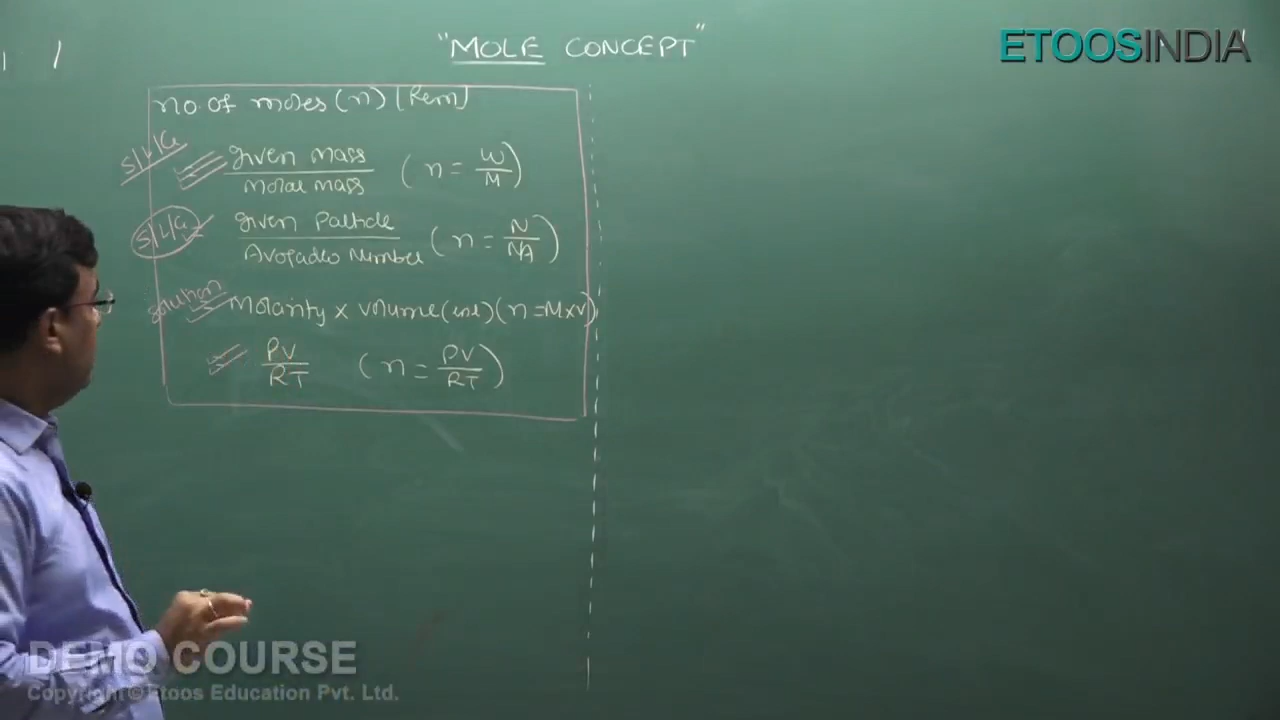 "MOLE CONCEPT"
ETOOSINDIA
no. of moles (n) [Rem]
S/L/G given mass / molar mass (n = W/M)
S/L/G given Particle / Avogadro Number (n = N/NA)
solution molarity x volume (in L) (n = M×V)
PV/RT (n = PV/RT)
DEMO COURSE
Copyright © Etoos Education Pvt. Ltd.